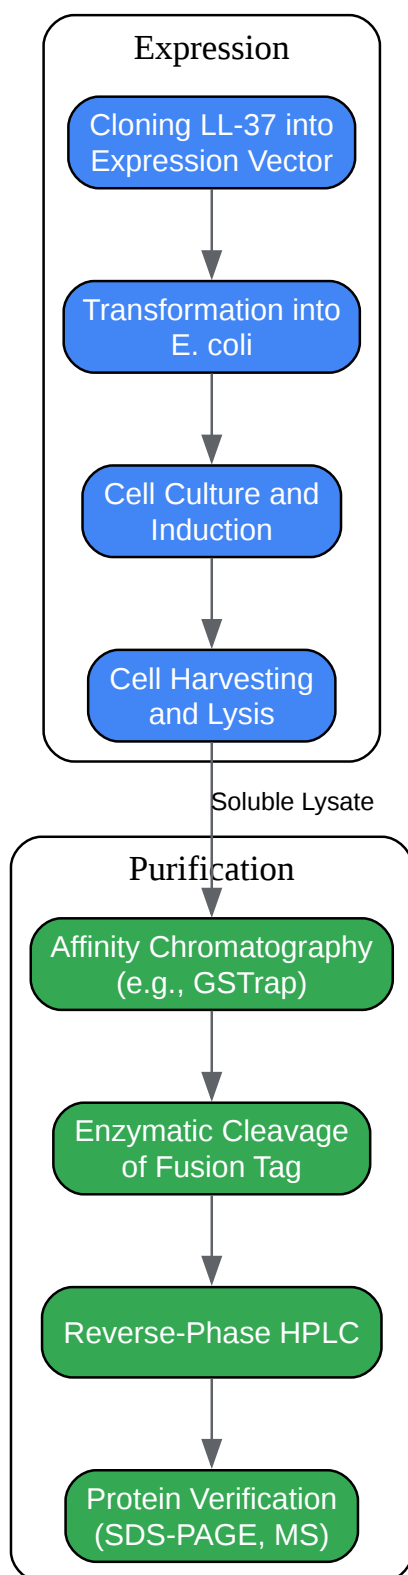 Expression
Cloning LL-37 into
Expression Vector
Transformation into
E. coli
Cell Culture and
Induction
Cell Harvesting
and Lysis
Soluble Lysate
Purification
Affinity Chromatography
(e.g., GSTrap)
Enzymatic Cleavage
of Fusion Tag
Reverse-Phase HPLC
Protein Verification
(SDS-PAGE, MS)